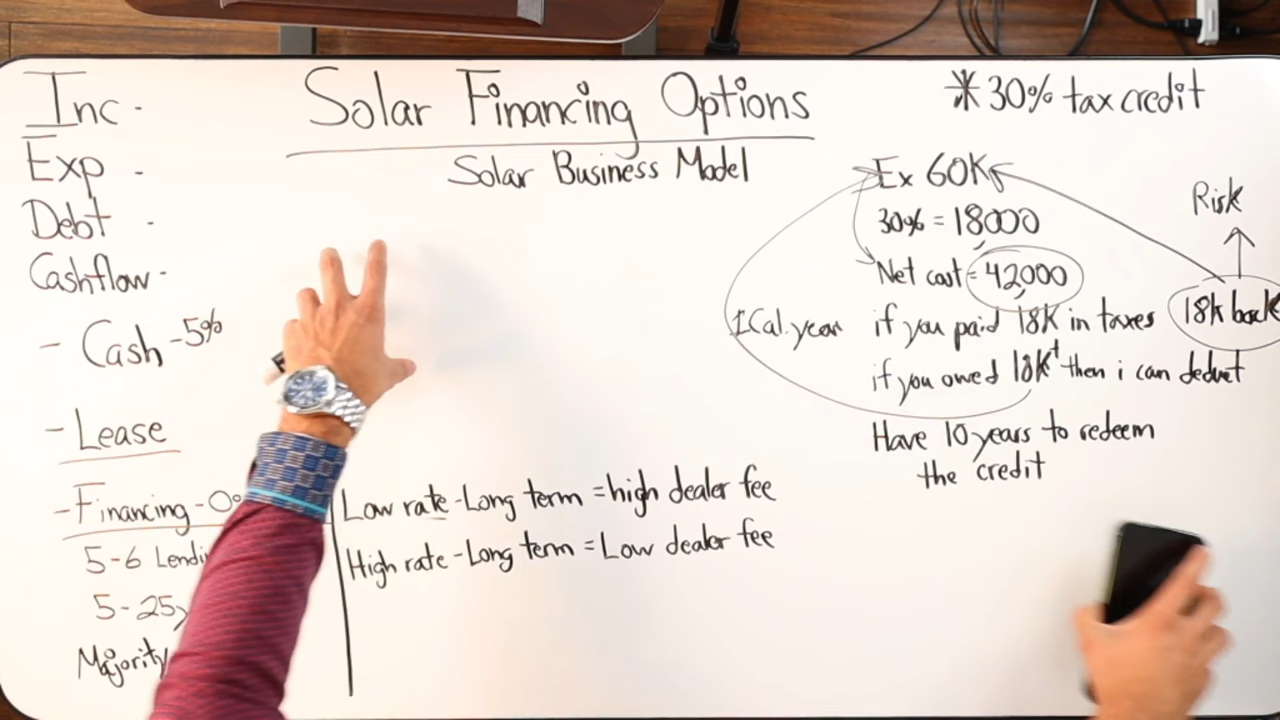 Solar Financing Options
Solar Business Model
Inc -
Exp -
Debt -
Cashflow -
- Cash - 5%
- Lease
- Financing - 0
5-6
5-25
Majority
Low rate - Long term = high dealer fee
High rate - Long term = Low dealer fee
* 30% tax credit
Ex 60K
30% = 18000
Net cost = 42,000
1 Cal. year
if you paid 18K in taxes
18k back
Risk
if you owed 18K+ then i can deduct
Have 10 years to redeem
the credit